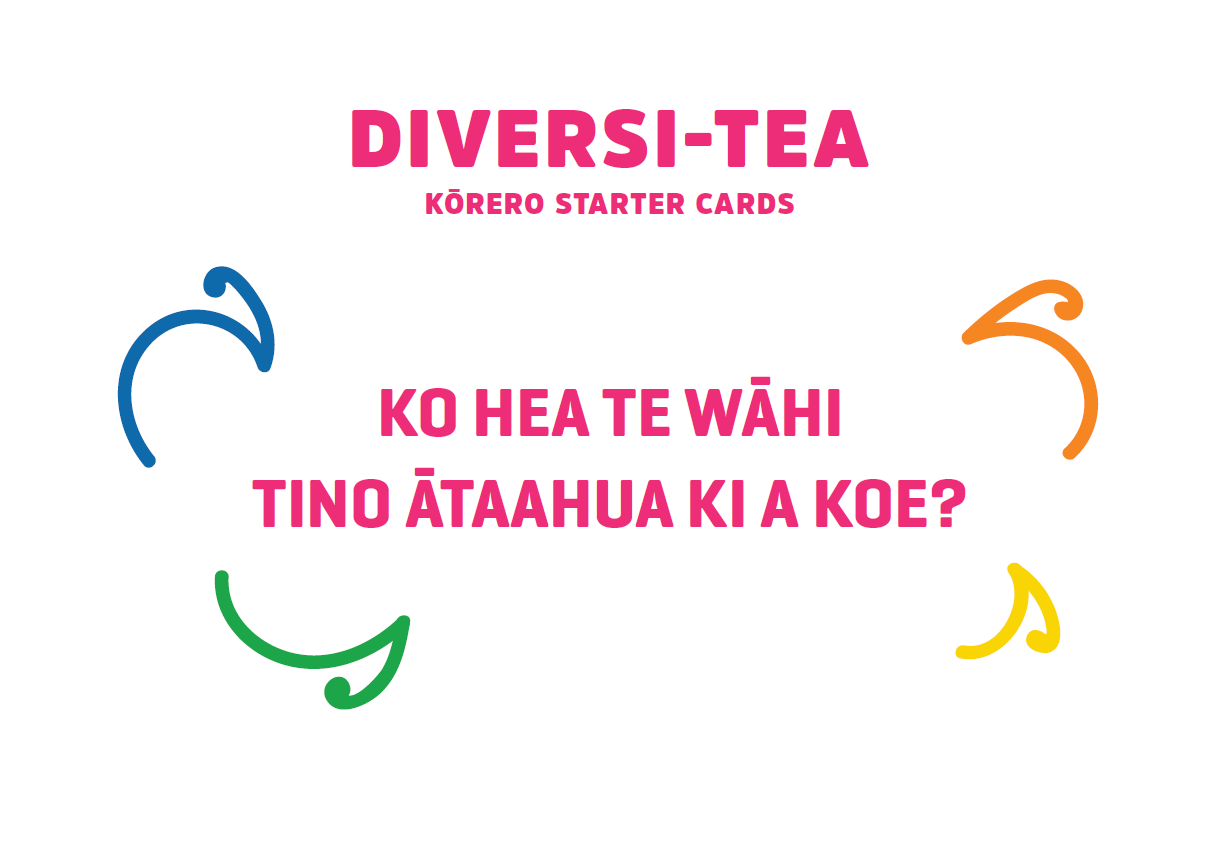 DIVERSI-TEA
KŌRERO STARTER CARDS
KO HEA TE WĀHI
TINO ĀTAAHUA KI A KOE?